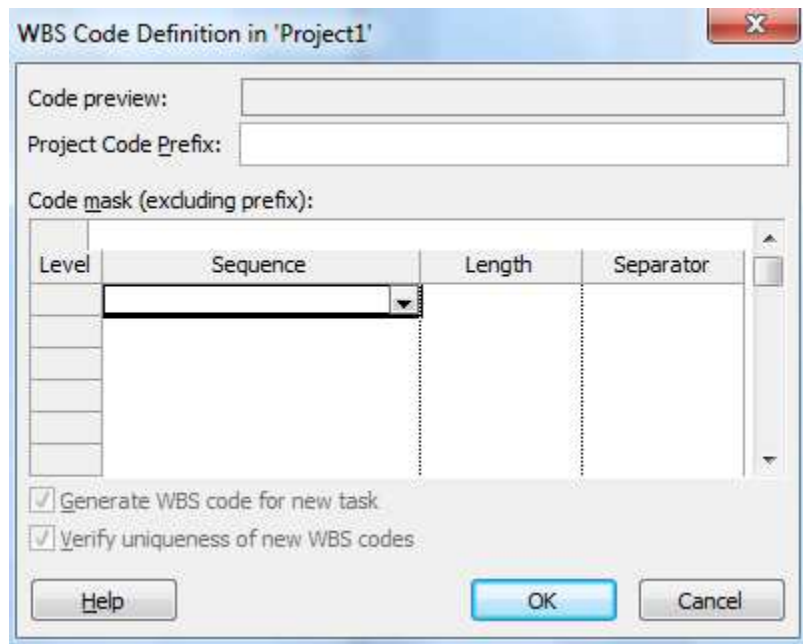 WBS Code Definition in 'Project1'
Code preview:
Project Code Prefix:
Code mask (excluding prefix):
Level Sequence Length Separator
Generate WBS code for new task
Verify uniqueness of new WBS codes
Help OK Cancel